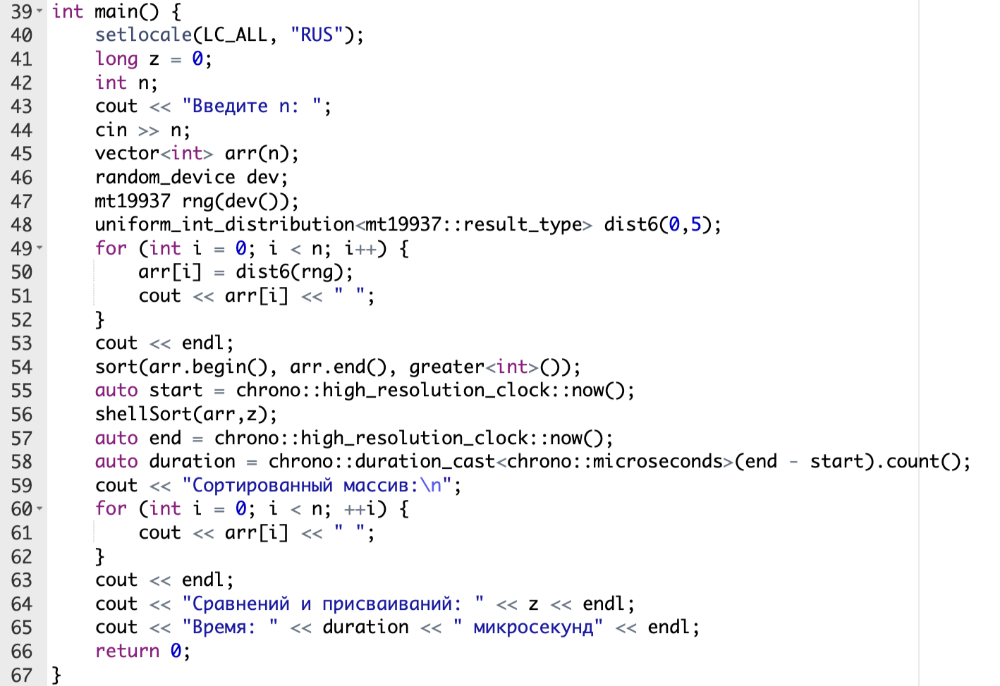 39 int main() {
40 setlocale(LC_ALL, "RUS");
41 long z = 0;
42 int n;
43 cout << "Введите n: ";
44 cin >> n;
45 vector<int> arr(n);
46 random_device dev;
47 mt19937 rng(dev());
48 uniform_int_distribution<mt19937::result_type> dist6(0,5);
49 for (int i = 0; i < n; i++) {
50 arr[i] = dist6(rng);
51 cout << arr[i] << " ";
52 }
53 cout << endl;
54 sort(arr.begin(), arr.end(), greater<int>());
55 auto start = chrono::high_resolution_clock::now();
56 shellSort(arr,z);
57 auto end = chrono::high_resolution_clock::now();
58 auto duration = chrono::duration_cast<chrono::microseconds>(end - start).count();
59 cout << "Сортированный массив:\n";
60 for (int i = 0; i < n; ++i) {
61 cout << arr[i] << " ";
62 }
63 cout << endl;
64 cout << "Сравнений и присваиваний: " << z << endl;
65 cout << "Время: " << duration << " микросекунд" << endl;
66 return 0;
67 }